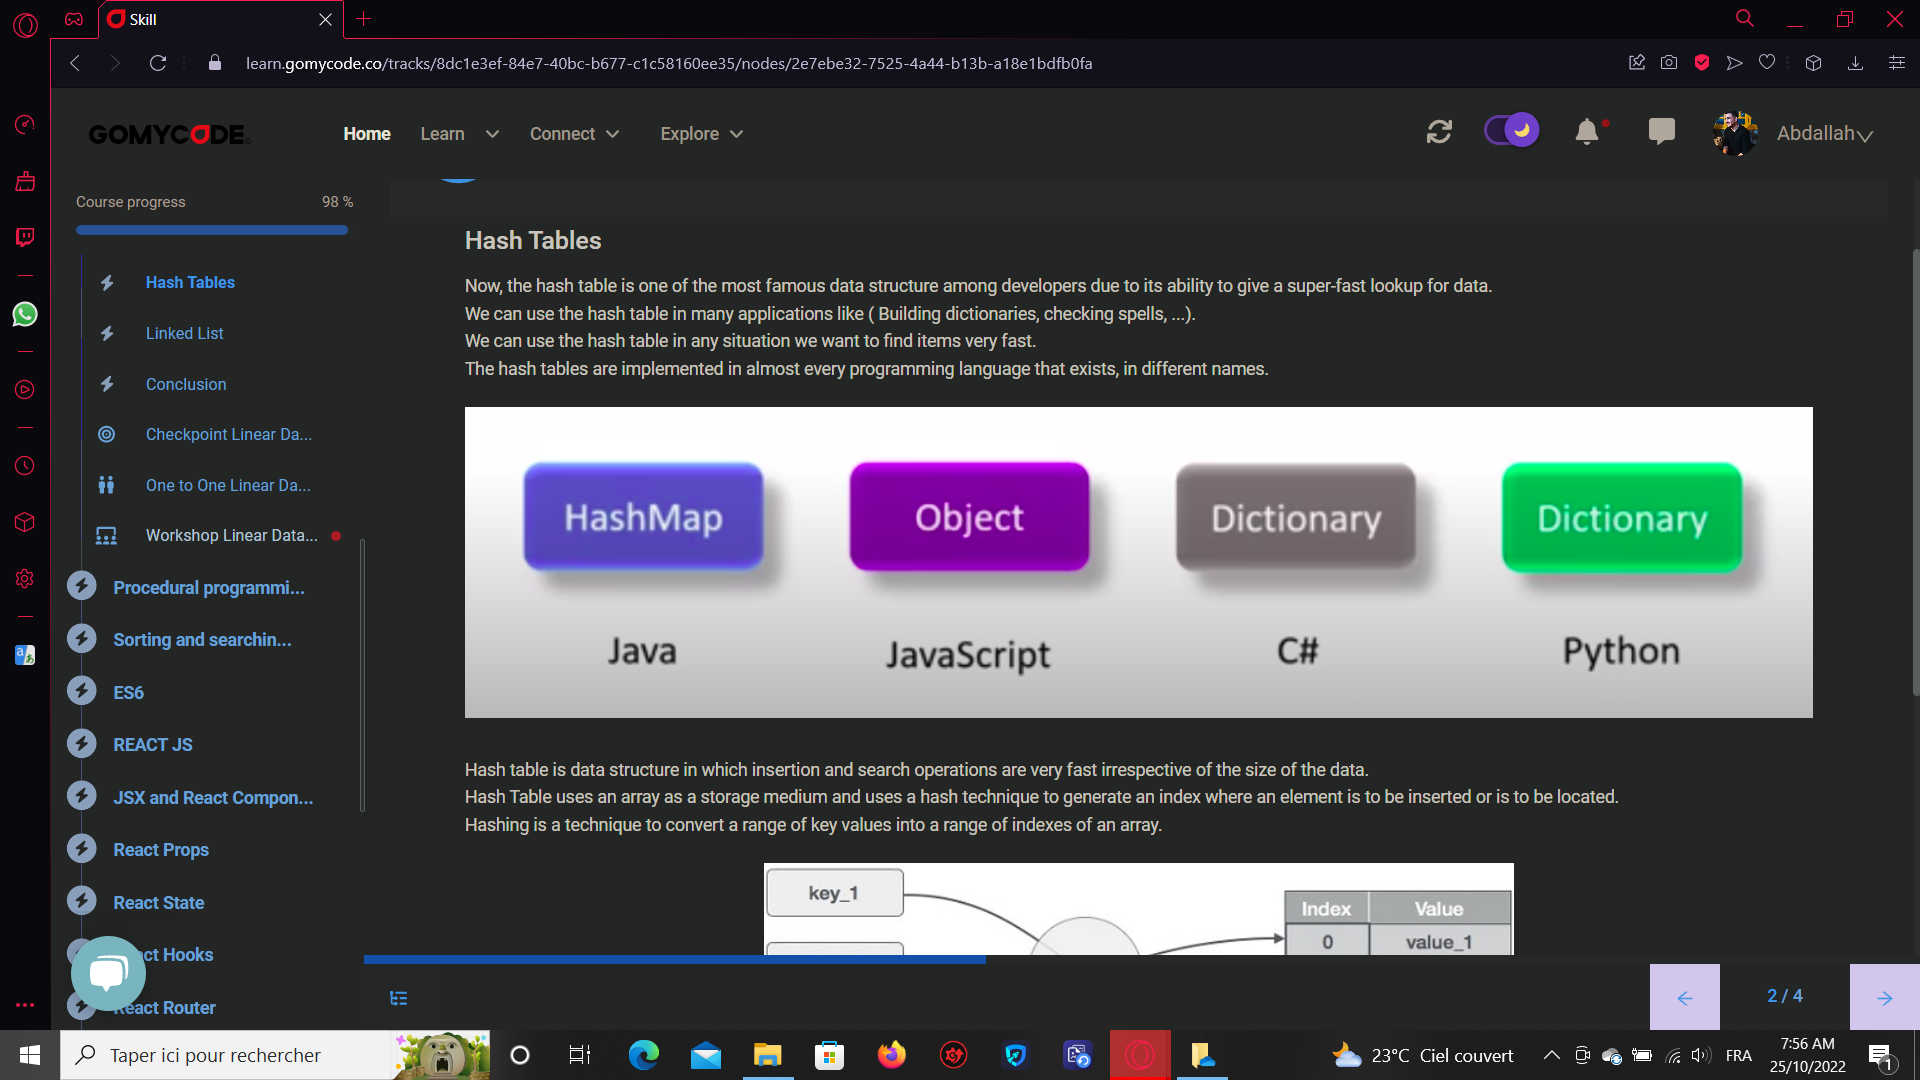 Skill
learn.gomycode.co/tracks/8dc1e3ef-84e7-40bc-b677-c1c58160ee35/nodes/2e7ebe32-7525-4a44-b13b-a18e1bdfb0fa
GOMYCODE
Home
Learn
Connect
Explore
Abdallah
Course progress
98 %
Hash Tables
Linked List
Conclusion
Checkpoint Linear Da...
One to One Linear Da...
Workshop Linear Data...
Procedural programmi...
Sorting and searchin...
ES6
REACT JS
JSX and React Compon...
React Props
React State
ct Hooks
React Router
Hash Tables
Now, the hash table is one of the most famous data structure among developers due to its ability to give a super-fast lookup for data.
We can use the hash table in many applications like ( Building dictionaries, checking spells, ...).
We can use the hash table in any situation we want to find items very fast.
The hash tables are implemented in almost every programming language that exists, in different names.
HashMap
Object
Dictionary
Dictionary
Java
JavaScript
C#
Python
Hash table is data structure in which insertion and search operations are very fast irrespective of the size of the data.
Hash Table uses an array as a storage medium and uses a hash technique to generate an index where an element is to be inserted or is to be located.
Hashing is a technique to convert a range of key values into a range of indexes of an array.
key_1
Index
Value
0
value_1
2 / 4
Taper ici pour rechercher
23°C Ciel couvert
FRA
7:56 AM
25/10/2022
1